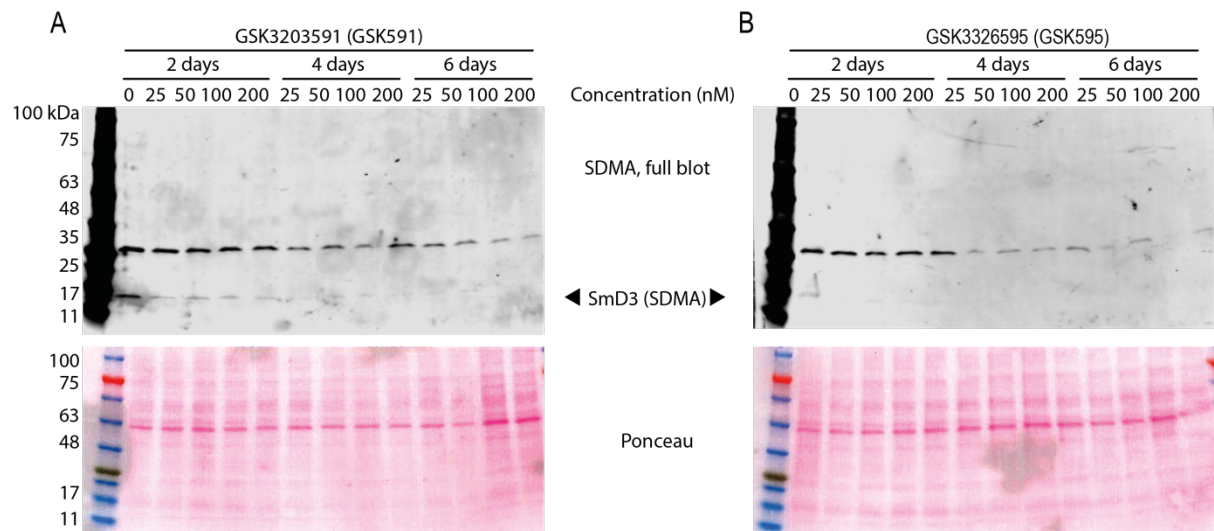 A
GSK3203591 (GSK591)
2 days 4 days 6 days
0 25 50 100 200 25 50 100 200 25 50 100 200
B
GSK3326595 (GSK595)
2 days 4 days 6 days
0 25 50 100 200 25 50 100 200 25 50 100 200
Concentration (nM)
100 kDa
75
63
48
35
25
17
11
SDMA, full blot
◀ SmD3 (SDMA) ▶
100
75
63
48
17
11
Ponceau